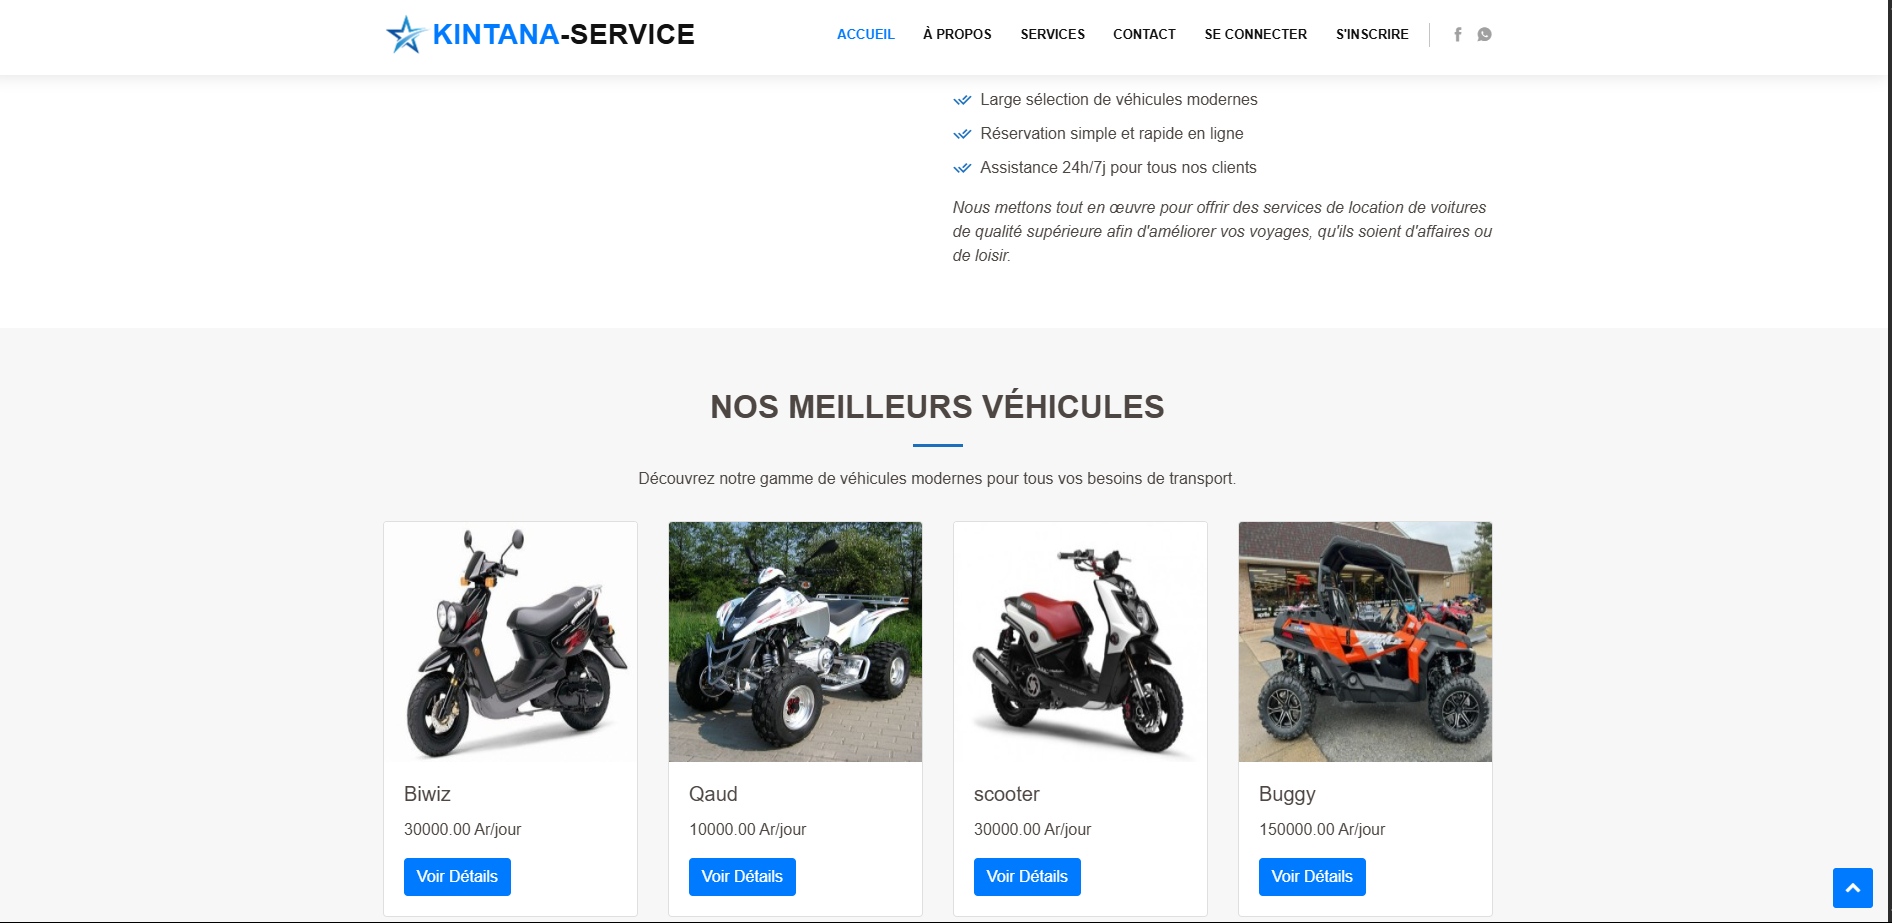 KINTANA-SERVICE
ACCUEIL
À PROPOS
SERVICES
CONTACT
SE CONNECTER
S'INSCRIRE
Large sélection de véhicules modernes
Réservation simple et rapide en ligne
Assistance 24h/7j pour tous nos clients
Nous mettons tout en œuvre pour offrir des services de location de voitures
de qualité supérieure afin d'améliorer vos voyages, qu'ils soient d'affaires ou
de loisir.
NOS MEILLEURS VÉHICULES
Découvrez notre gamme de véhicules modernes pour tous vos besoins de transport.
Biwiz
30000.00 Ar/jour
Voir Détails
Qaud
10000.00 Ar/jour
Voir Détails
scooter
30000.00 Ar/jour
Voir Détails
Buggy
150000.00 Ar/jour
Voir Détails